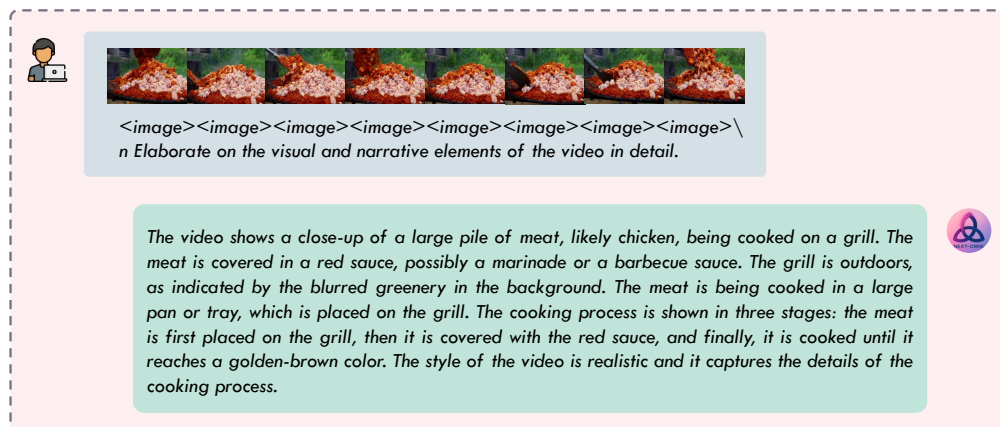 <image><image><image><image><image><image><image><image>\
n Elaborate on the visual and narrative elements of the video in detail.
The video shows a close-up of a large pile of meat, likely chicken, being cooked on a grill. The
meat is covered in a red sauce, possibly a marinade or a barbecue sauce. The grill is outdoors,
as indicated by the blurred greenery in the background. The meat is being cooked in a large
pan or tray, which is placed on the grill. The cooking process is shown in three stages: the meat
is first placed on the grill, then it is covered with the red sauce, and finally, it is cooked until it
reaches a golden-brown color. The style of the video is realistic and it captures the details of the
cooking process.
NEXT-OMNI